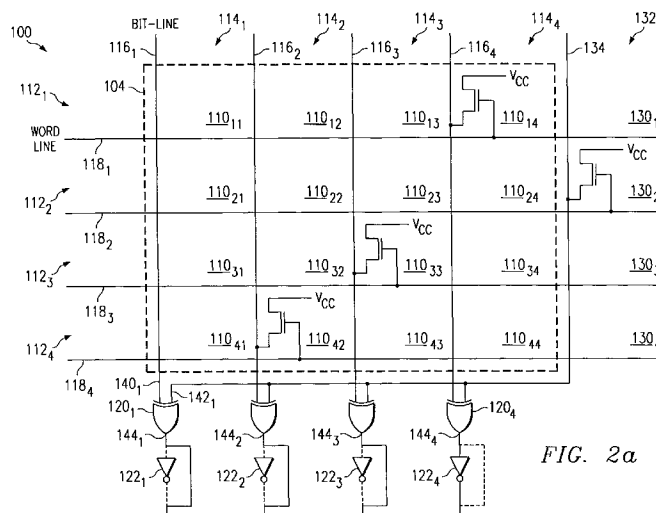 BIT-LINE
100
116₁ 114₁ 116₂ 114₂ 116₃ 114₃ 116₄ 114₄ 134 132
104
112₁
V_CC
WORD LINE
110₁₁ 110₁₂ 110₁₃ 110₁₄ 130₁
118₁
V_CC
112₂
110₂₁ 110₂₂ 110₂₃ 110₂₄ 130₂
118₂
V_CC
112₃
110₃₁ 110₃₂ 110₃₃ 110₃₄ 130₃
118₃
V_CC
112₄
110₄₁ 110₄₂ 110₄₃ 110₄₄
118₄
140₁ 142₁
120₁ 120₄
144₁ 144₂ 144₃ 144₄
122₁ 122₂ 122₃ 122₄
FIG. 2a